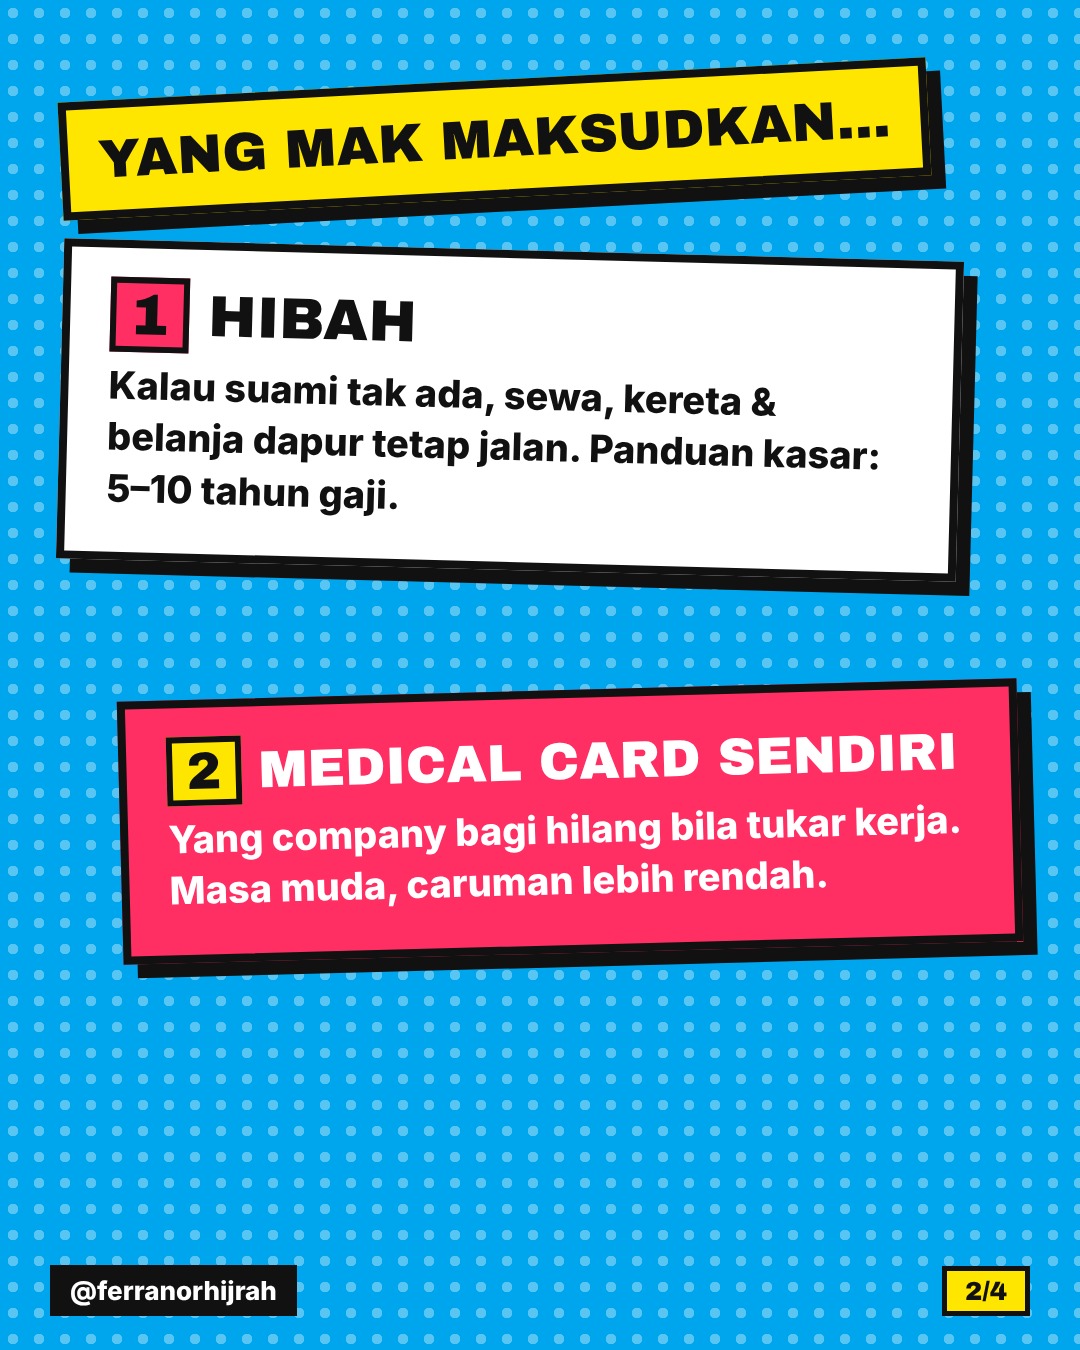 YANG MAK MAKSUDKAN...
1 HIBAH
Kalau suami tak ada, sewa, kereta &
belanja dapur tetap jalan. Panduan kasar:
5–10 tahun gaji.
2 MEDICAL CARD SENDIRI
Yang company bagi hilang bila tukar kerja.
Masa muda, caruman lebih rendah.
@ferranorhijrah
2/4